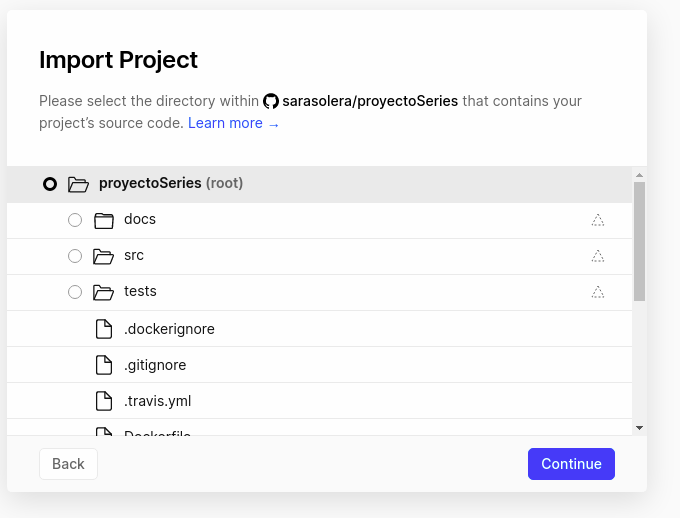 Import Project
Please select the directory within sarasolera/proyectoSeries that contains your
project’s source code. Learn more →
proyectoSeries (root)
docs
src
tests
.dockerignore
.gitignore
.travis.yml
Dockerfile
Back
Continue